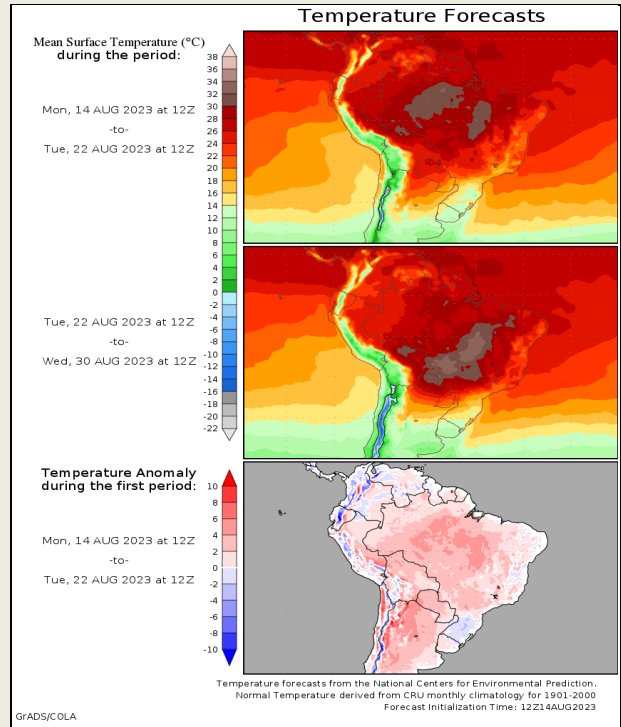 Temperature Forecasts
Mean Surface Temperature (°C)
during the period:
38
36
34
32
30
28
26
24
22
20
18
16
14
12
10
8
6
4
2
0
-2
-4
-6
-8
-10
-12
-14
-16
-18
-20
-22
Mon, 14 AUG 2023 at 12Z
-to-
Tue, 22 AUG 2023 at 12Z
Tue, 22 AUG 2023 at 12Z
-to-
Wed, 30 AUG 2023 at 12Z
Temperature Anomaly
during the first period:
10
8
6
4
2
0
-2
-4
-6
-8
-10
Mon, 14 AUG 2023 at 12Z
-to-
Tue, 22 AUG 2023 at 12Z
Temperature forecasts from the National Centers for Environmental Prediction.
Normal Temperature derived from CRU monthly climatology for 1901-2000
Forecast Initialization Time: 12Z14AUG2023
GrADS/COLA